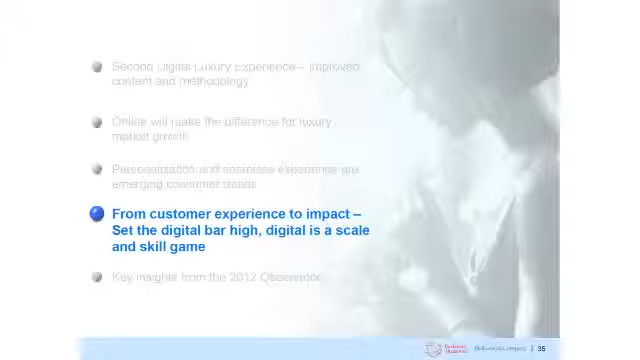 Second Digital Luxury Experience – improved
content and methodology
Online will make the difference for luxury
market growth
Personalization and seamless experience are
emerging consumer trends
From customer experience to impact –
Set the digital bar high, digital is a scale
and skill game
Key insights from the 2012 Observatory
McKinsey&Company | 35